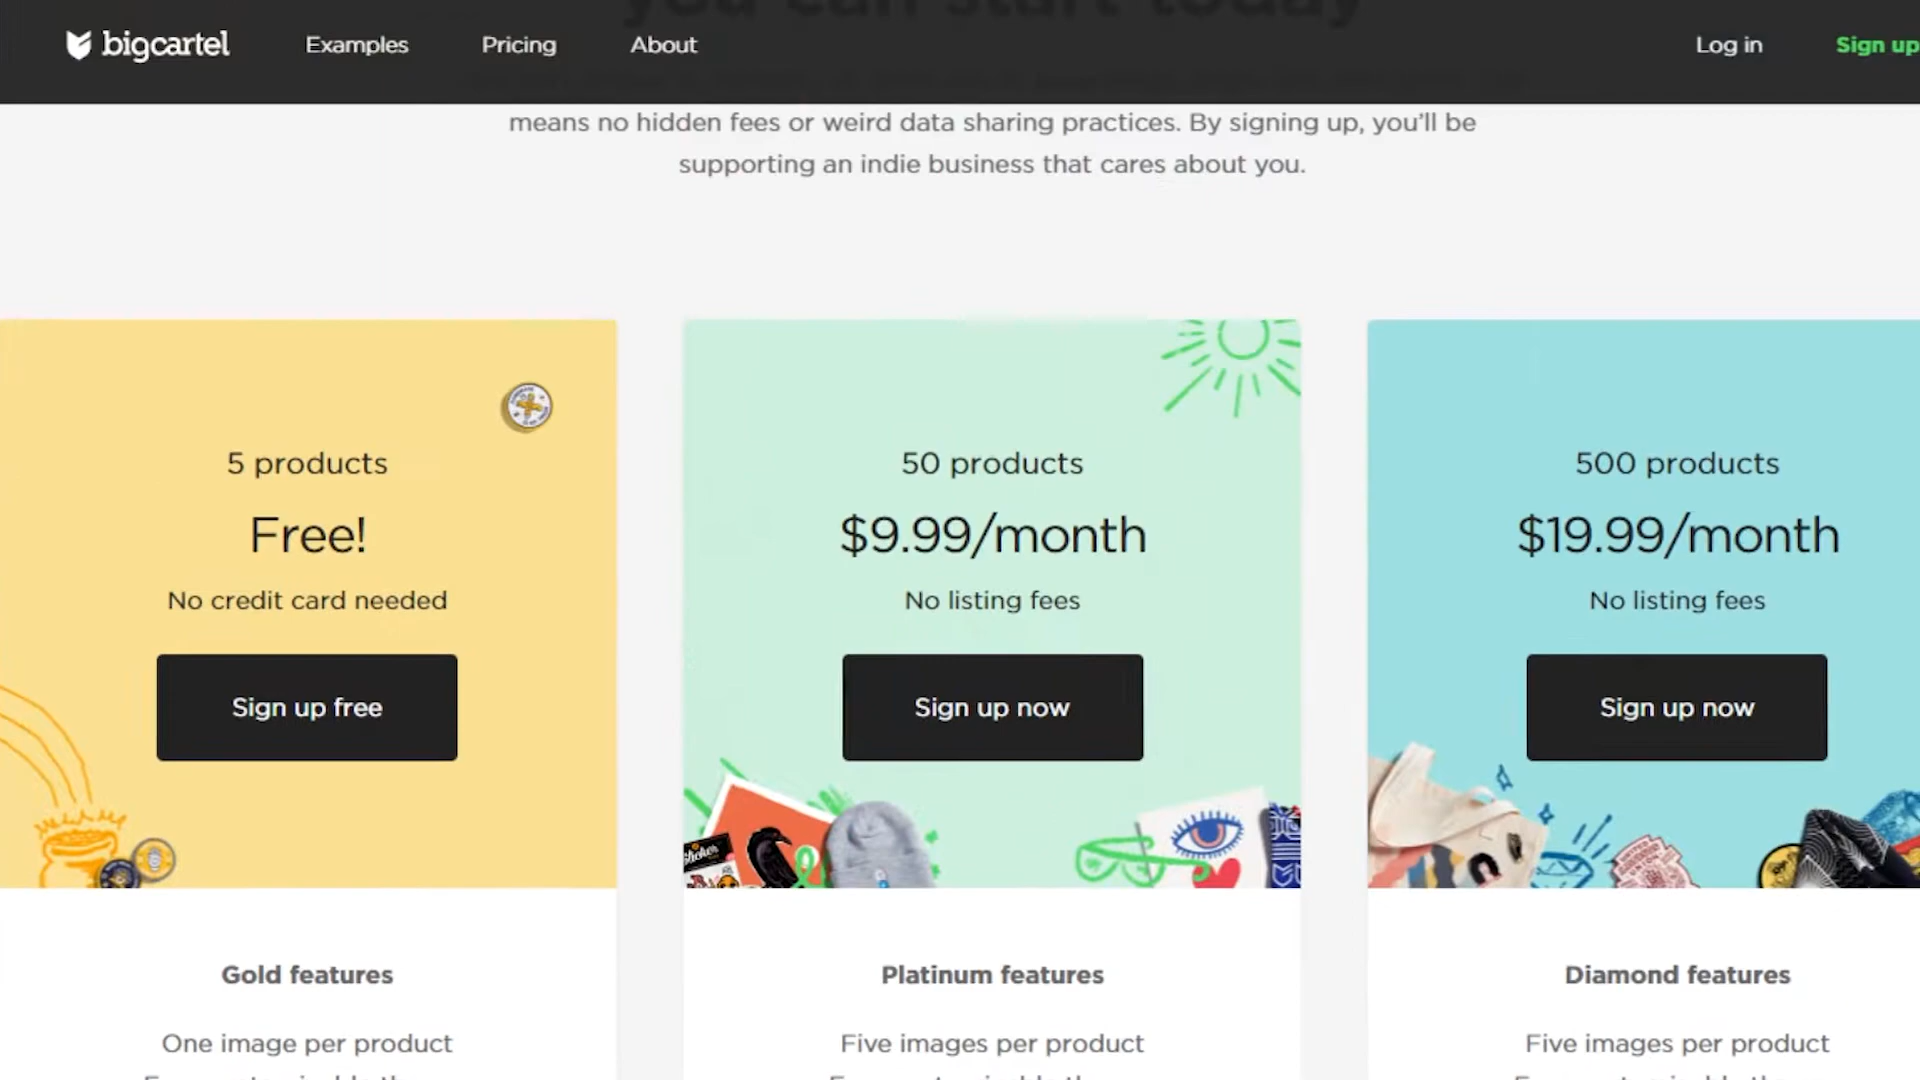 you can start today
bigcartel
Examples
Pricing
About
Log in
Sign up
means no hidden fees or weird data sharing practices. By signing up, you'll be
supporting an indie business that cares about you.
5 products
Free!
No credit card needed
Sign up free
50 products
$9.99/month
No listing fees
Sign up now
500 products
$19.99/month
No listing fees
Sign up now
Gold features
One image per product
Platinum features
Five images per product
Diamond features
Five images per product